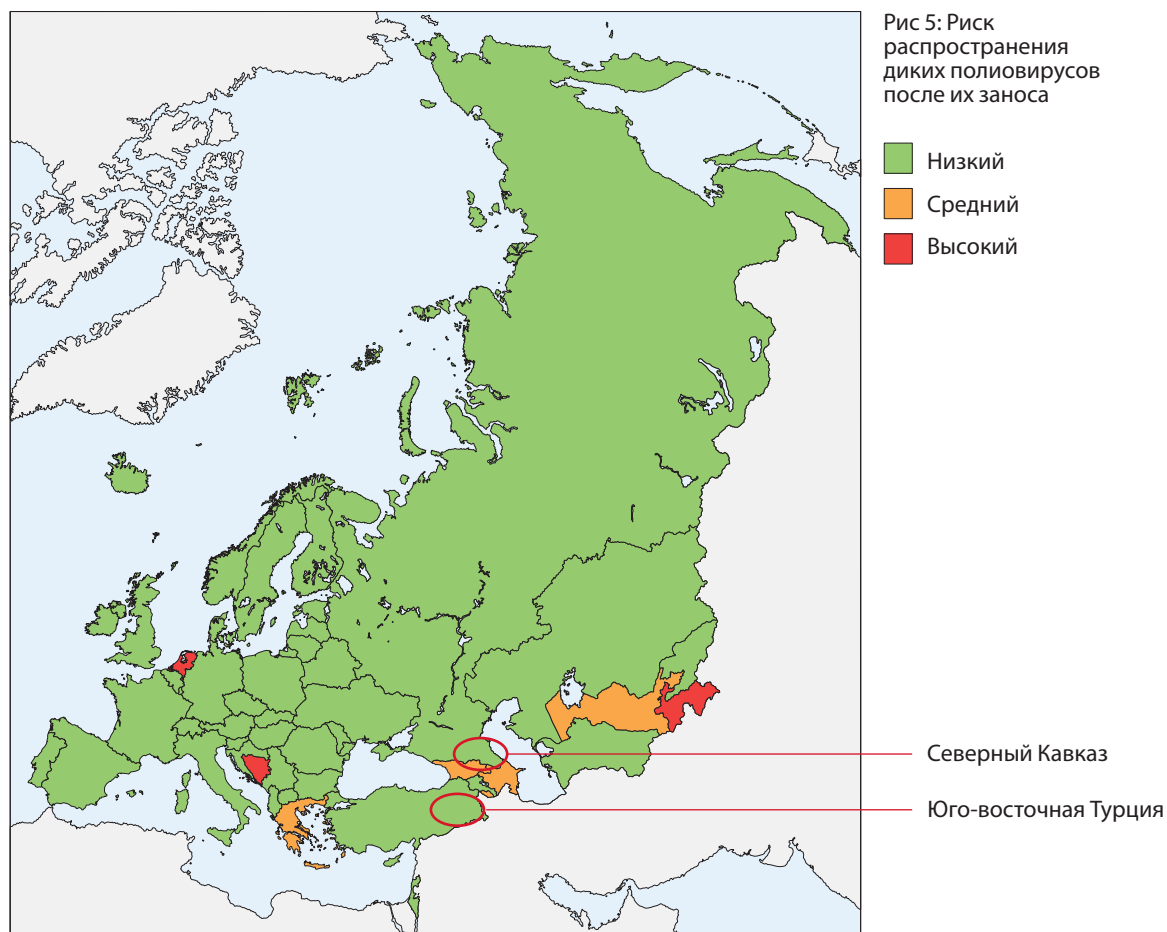 Рис 5: Риск
распространения
диких полиовирусов
после их заноса
Низкий
Средний
Высокий
Северный Кавказ
Юго-восточная Турция